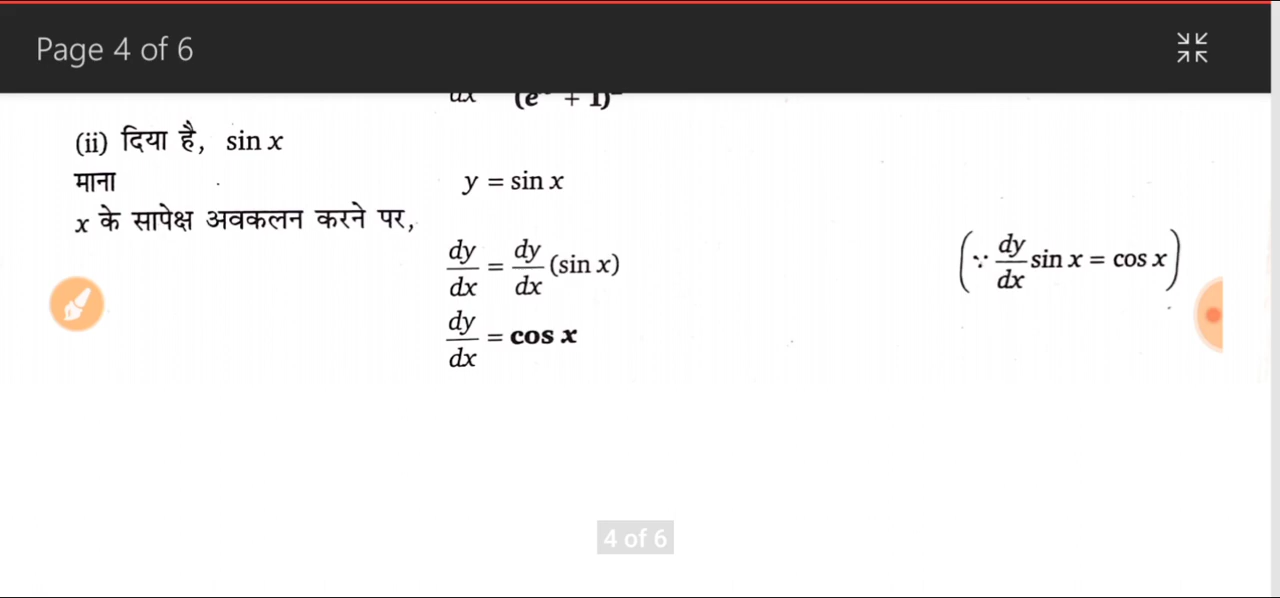 Page 4 of 6
(ii) दिया है, sin x
माना y = sin x
x के सापेक्ष अवकलन करने पर,
dy/dx = dy/dx (sin x) (∵ dy/dx sin x = cos x)
dy/dx = cos x
4 of 6